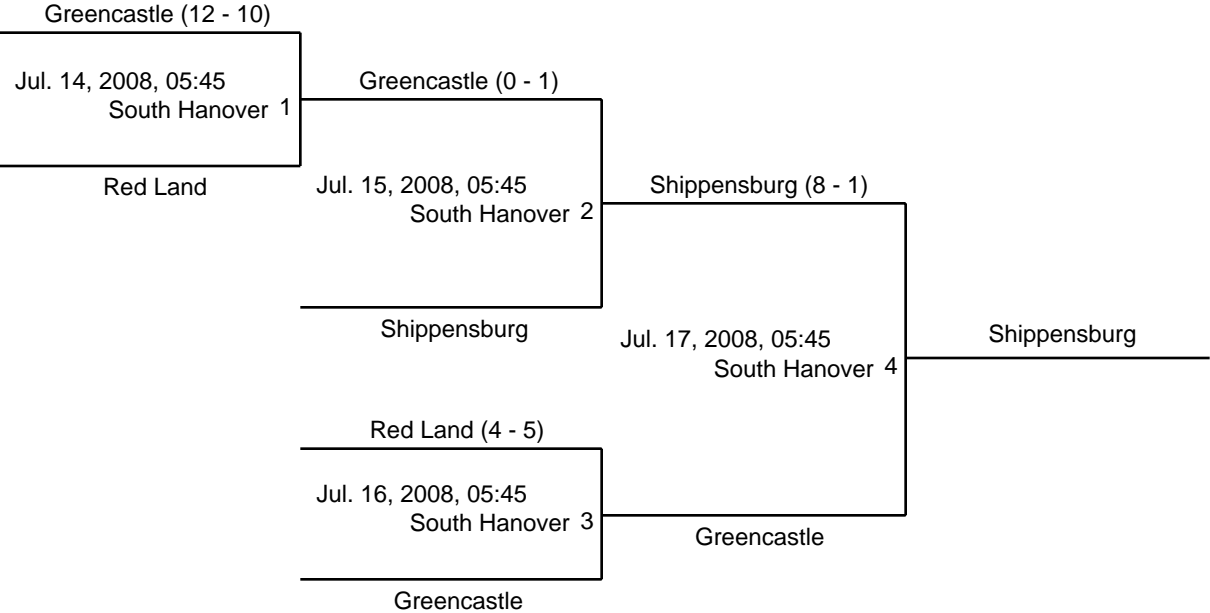 Greencastle (12 - 10)
Jul. 14, 2008, 05:45
South Hanover 1
Red Land
Greencastle (0 - 1)
Jul. 15, 2008, 05:45
South Hanover 2
Shippensburg
Shippensburg (8 - 1)
Jul. 17, 2008, 05:45
South Hanover 4
Shippensburg
Red Land (4 - 5)
Jul. 16, 2008, 05:45
South Hanover 3
Greencastle
Greencastle